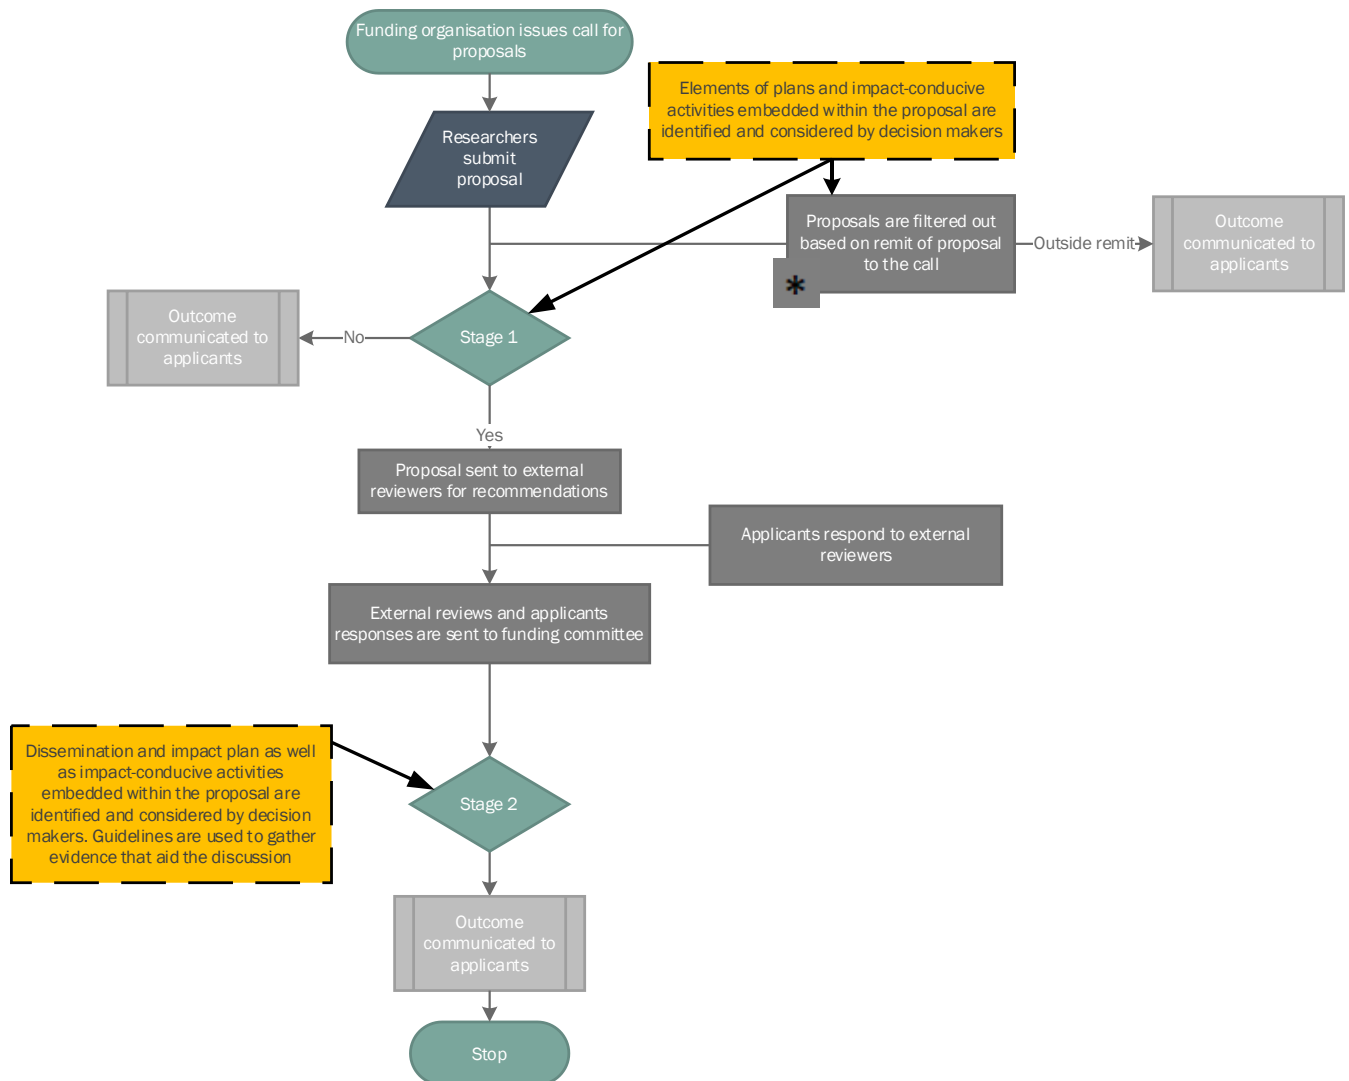 Funding organisation issues call for
proposals
Elements of plans and impact-conducive
activities embedded within the proposal are
identified and considered by decision makers
Researchers
submit
proposal
Proposals are filtered out
based on remit of proposal
to the call
*
Outside remit
Outcome
communicated to
applicants
Outcome
communicated to
applicants
No
Stage 1
Yes
Proposal sent to external
reviewers for recommendations
Applicants respond to external
reviewers
External reviews and applicants
responses are sent to funding committee
Dissemination and impact plan as well
as impact-conducive activities
embedded within the proposal are
identified and considered by decision
makers. Guidelines are used to gather
evidence that aid the discussion
Stage 2
Outcome
communicated to
applicants
Stop